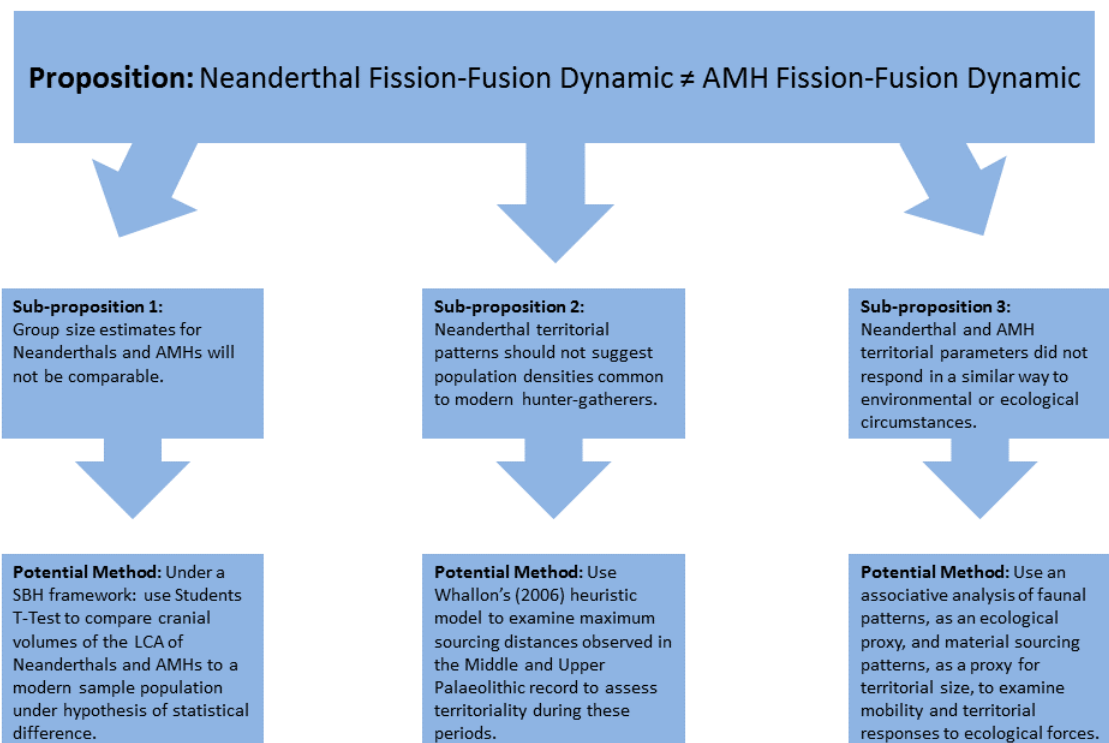 Proposition: Neanderthal Fission-Fusion Dynamic ≠ AMH Fission-Fusion Dynamic
Sub-proposition 1:
Group size estimates for
Neanderthals and AMHs will
not be comparable.
Sub-proposition 2:
Neanderthal territorial
patterns should not suggest
population densities common
to modern hunter-gatherers.
Sub-proposition 3:
Neanderthal and AMH
territorial parameters did not
respond in a similar way to
environmental or ecological
circumstances.
Potential Method: Under a
SBH framework: use Students
T-Test to compare cranial
volumes of the LCA of
Neanderthals and AMHs to a
modern sample population
under hypothesis of statistical
difference.
Potential Method: Use
Whallon's (2006) heuristic
model to examine maximum
sourcing distances observed in
the Middle and Upper
Palaeolithic record to assess
territoriality during these
periods.
Potential Method: Use an
associative analysis of faunal
patterns, as an ecological
proxy, and material sourcing
patterns, as a proxy for
territorial size, to examine
mobility and territorial
responses to ecological forces.